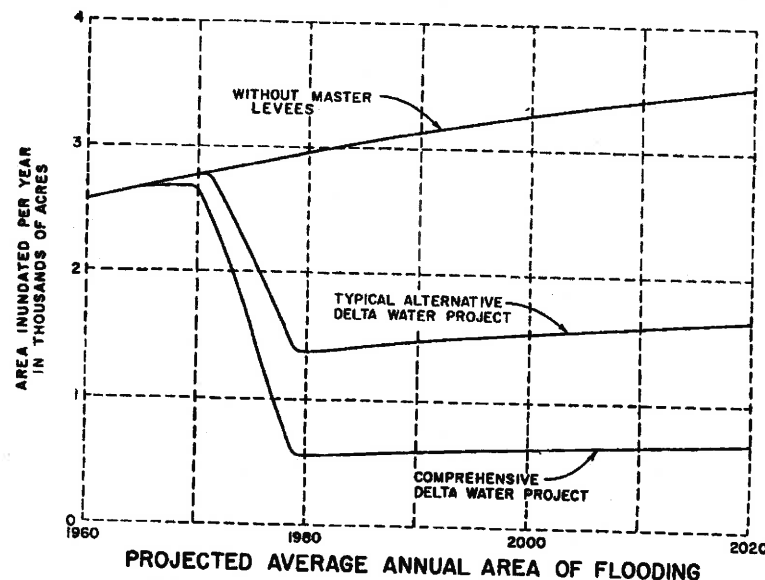 4
3
2
1
0
AREA INUNDATED PER YEAR
IN THOUSANDS OF ACRES
WITHOUT MASTER
LEVEES
TYPICAL ALTERNATIVE
DELTA WATER PROJECT
COMPREHENSIVE
DELTA WATER PROJECT
1960
1980
2000
2020
PROJECTED AVERAGE ANNUAL AREA OF FLOODING